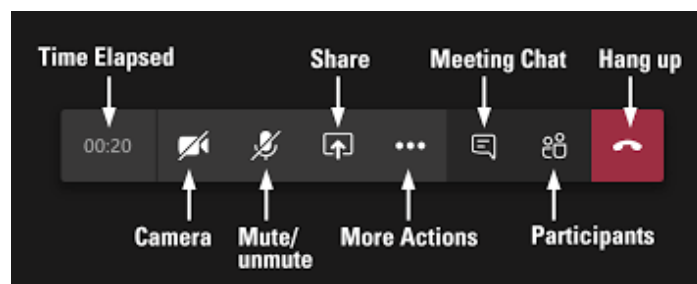 Time Elapsed
Share
Meeting Chat
Hang up
00:20
Camera
Mute/
unmute
More Actions
Participants